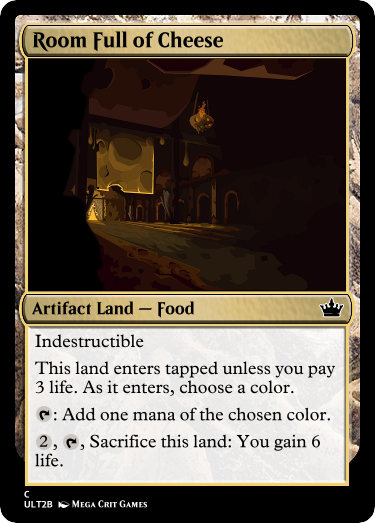 Room Full of Cheese
Artifact Land — Food
Indestructible
This land enters tapped unless you pay
3 life. As it enters, choose a color.
: Add one mana of the chosen color.
2, , Sacrifice this land: You gain 6
life.
C
ULT2B Mega Crit Games